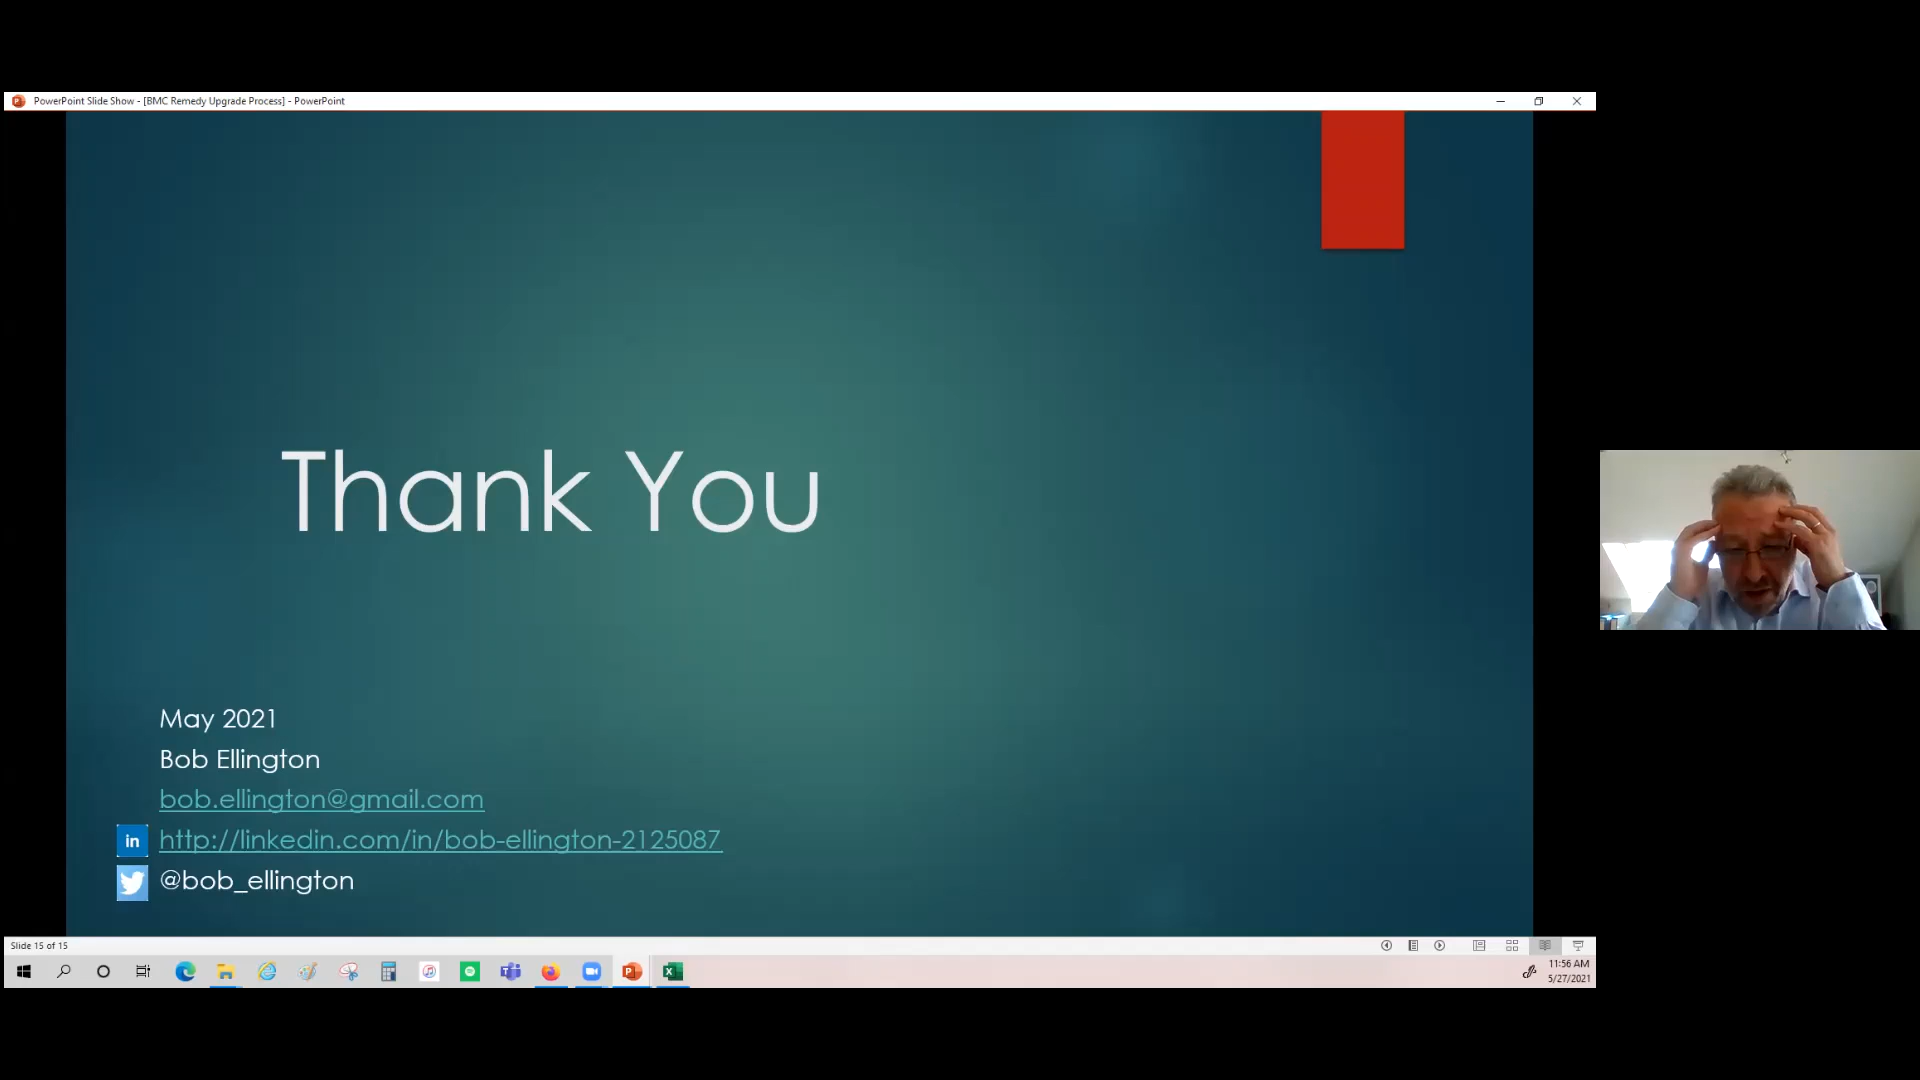 PowerPoint Slide Show - [BMC Remedy Upgrade Process] - PowerPoint
Thank You
May 2021
Bob Ellington
bob.ellington@gmail.com
in http://linkedin.com/in/bob-ellington-2125087
@bob_ellington
Slide 15 of 15
11:56 AM
5/27/2021